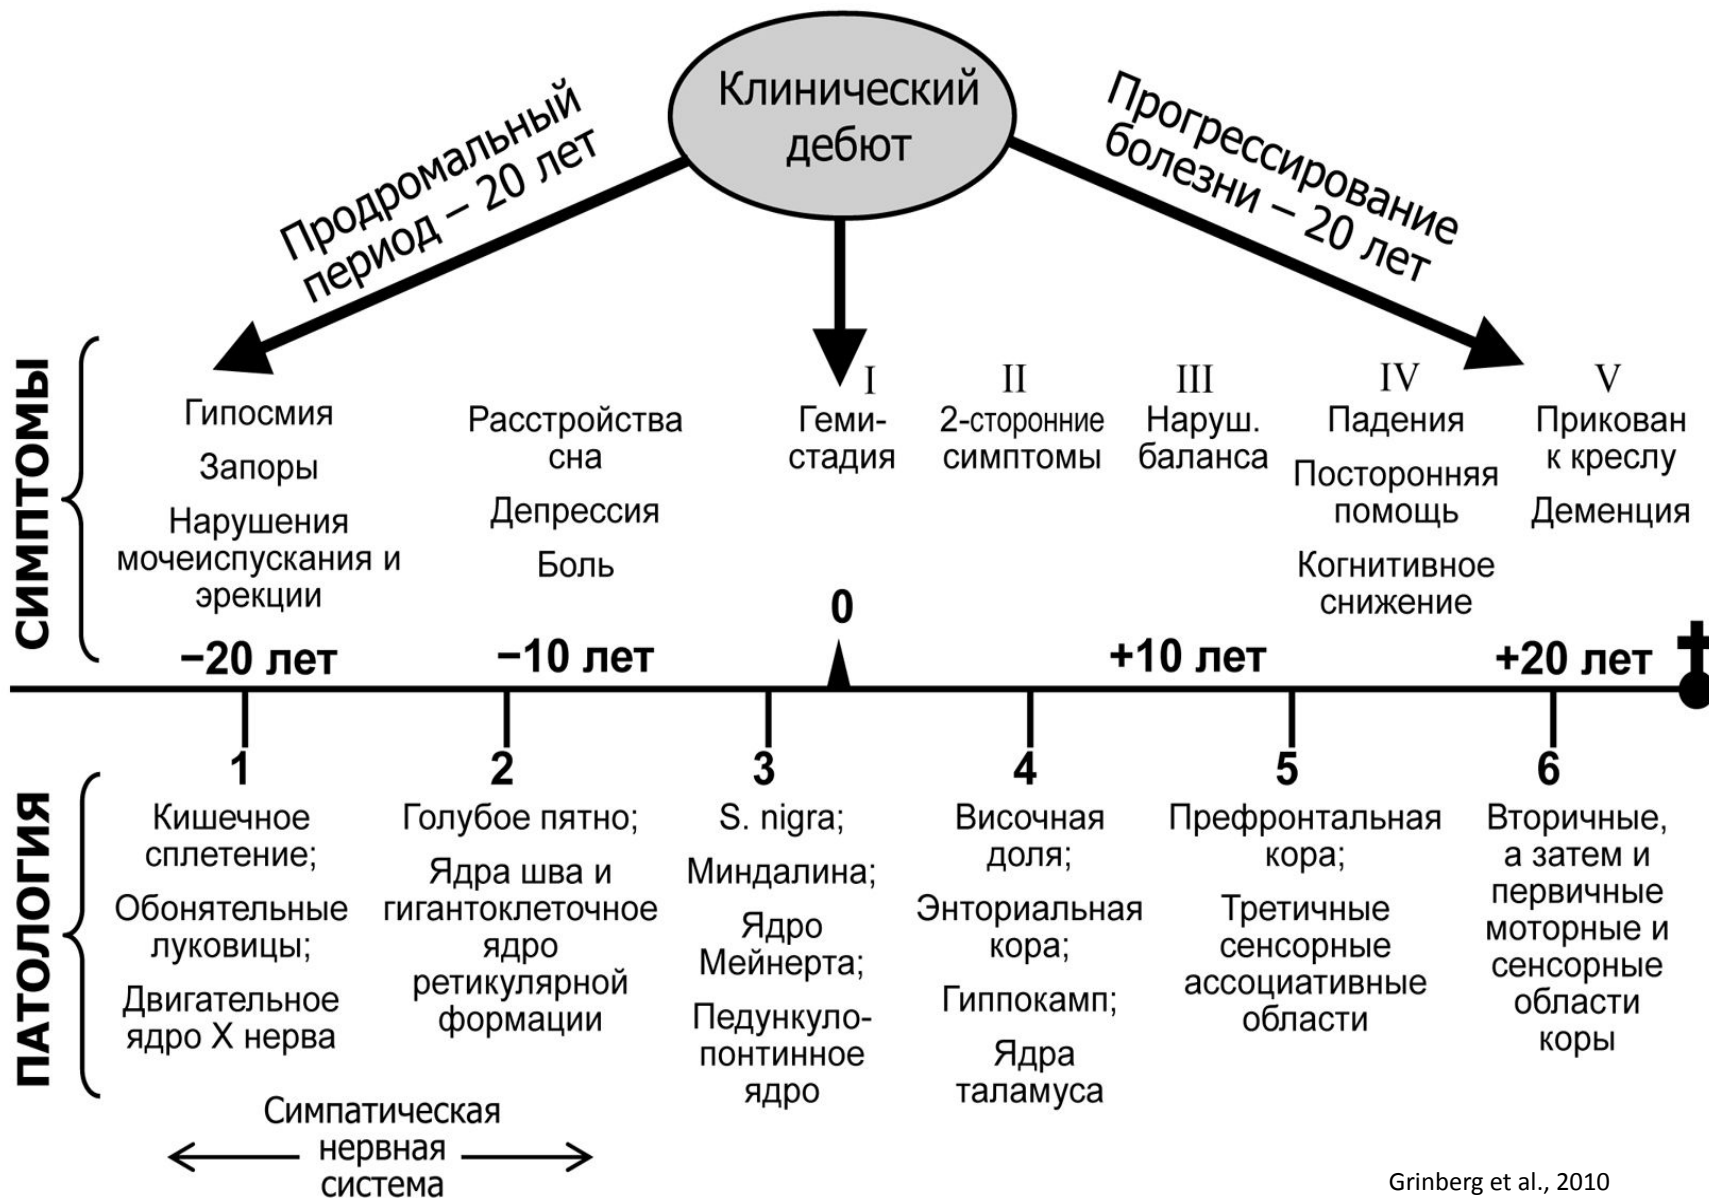 Клинический
дебют
Продромальный
период – 20 лет
Прогрессирование
болезни – 20 лет
СИМПТОМЫ
Гипосмия
Запоры
Нарушения
мочеиспускания и
эрекции
Расстройства
сна
Депрессия
Боль
I
Геми-
стадия
II
2-сторонние
симптомы
III
Наруш.
баланса
IV
Падения
Посторонняя
помощь
Когнитивное
снижение
V
Прикован
к креслу
Деменция
−20 лет
−10 лет
0
+10 лет
+20 лет
ПАТОЛОГИЯ
1
Кишечное
сплетение;
Обонятельные
луковицы;
Двигательное
ядро X нерва
2
Голубое пятно;
Ядра шва и
гигантоклеточное
ядро
ретикулярной
формации
3
S. nigra;
Миндалина;
Ядро
Мейнерта;
Педункуло-
понтинное
ядро
4
Височная
доля;
Энториальная
кора;
Гиппокамп;
Ядра
таламуса
5
Префронтальная
кора;
Третичные
сенсорные
ассоциативные
области
6
Вторичные,
а затем и
первичные
моторные и
сенсорные
области
коры
Симпатическая
нервная
система
Grinberg et al., 2010